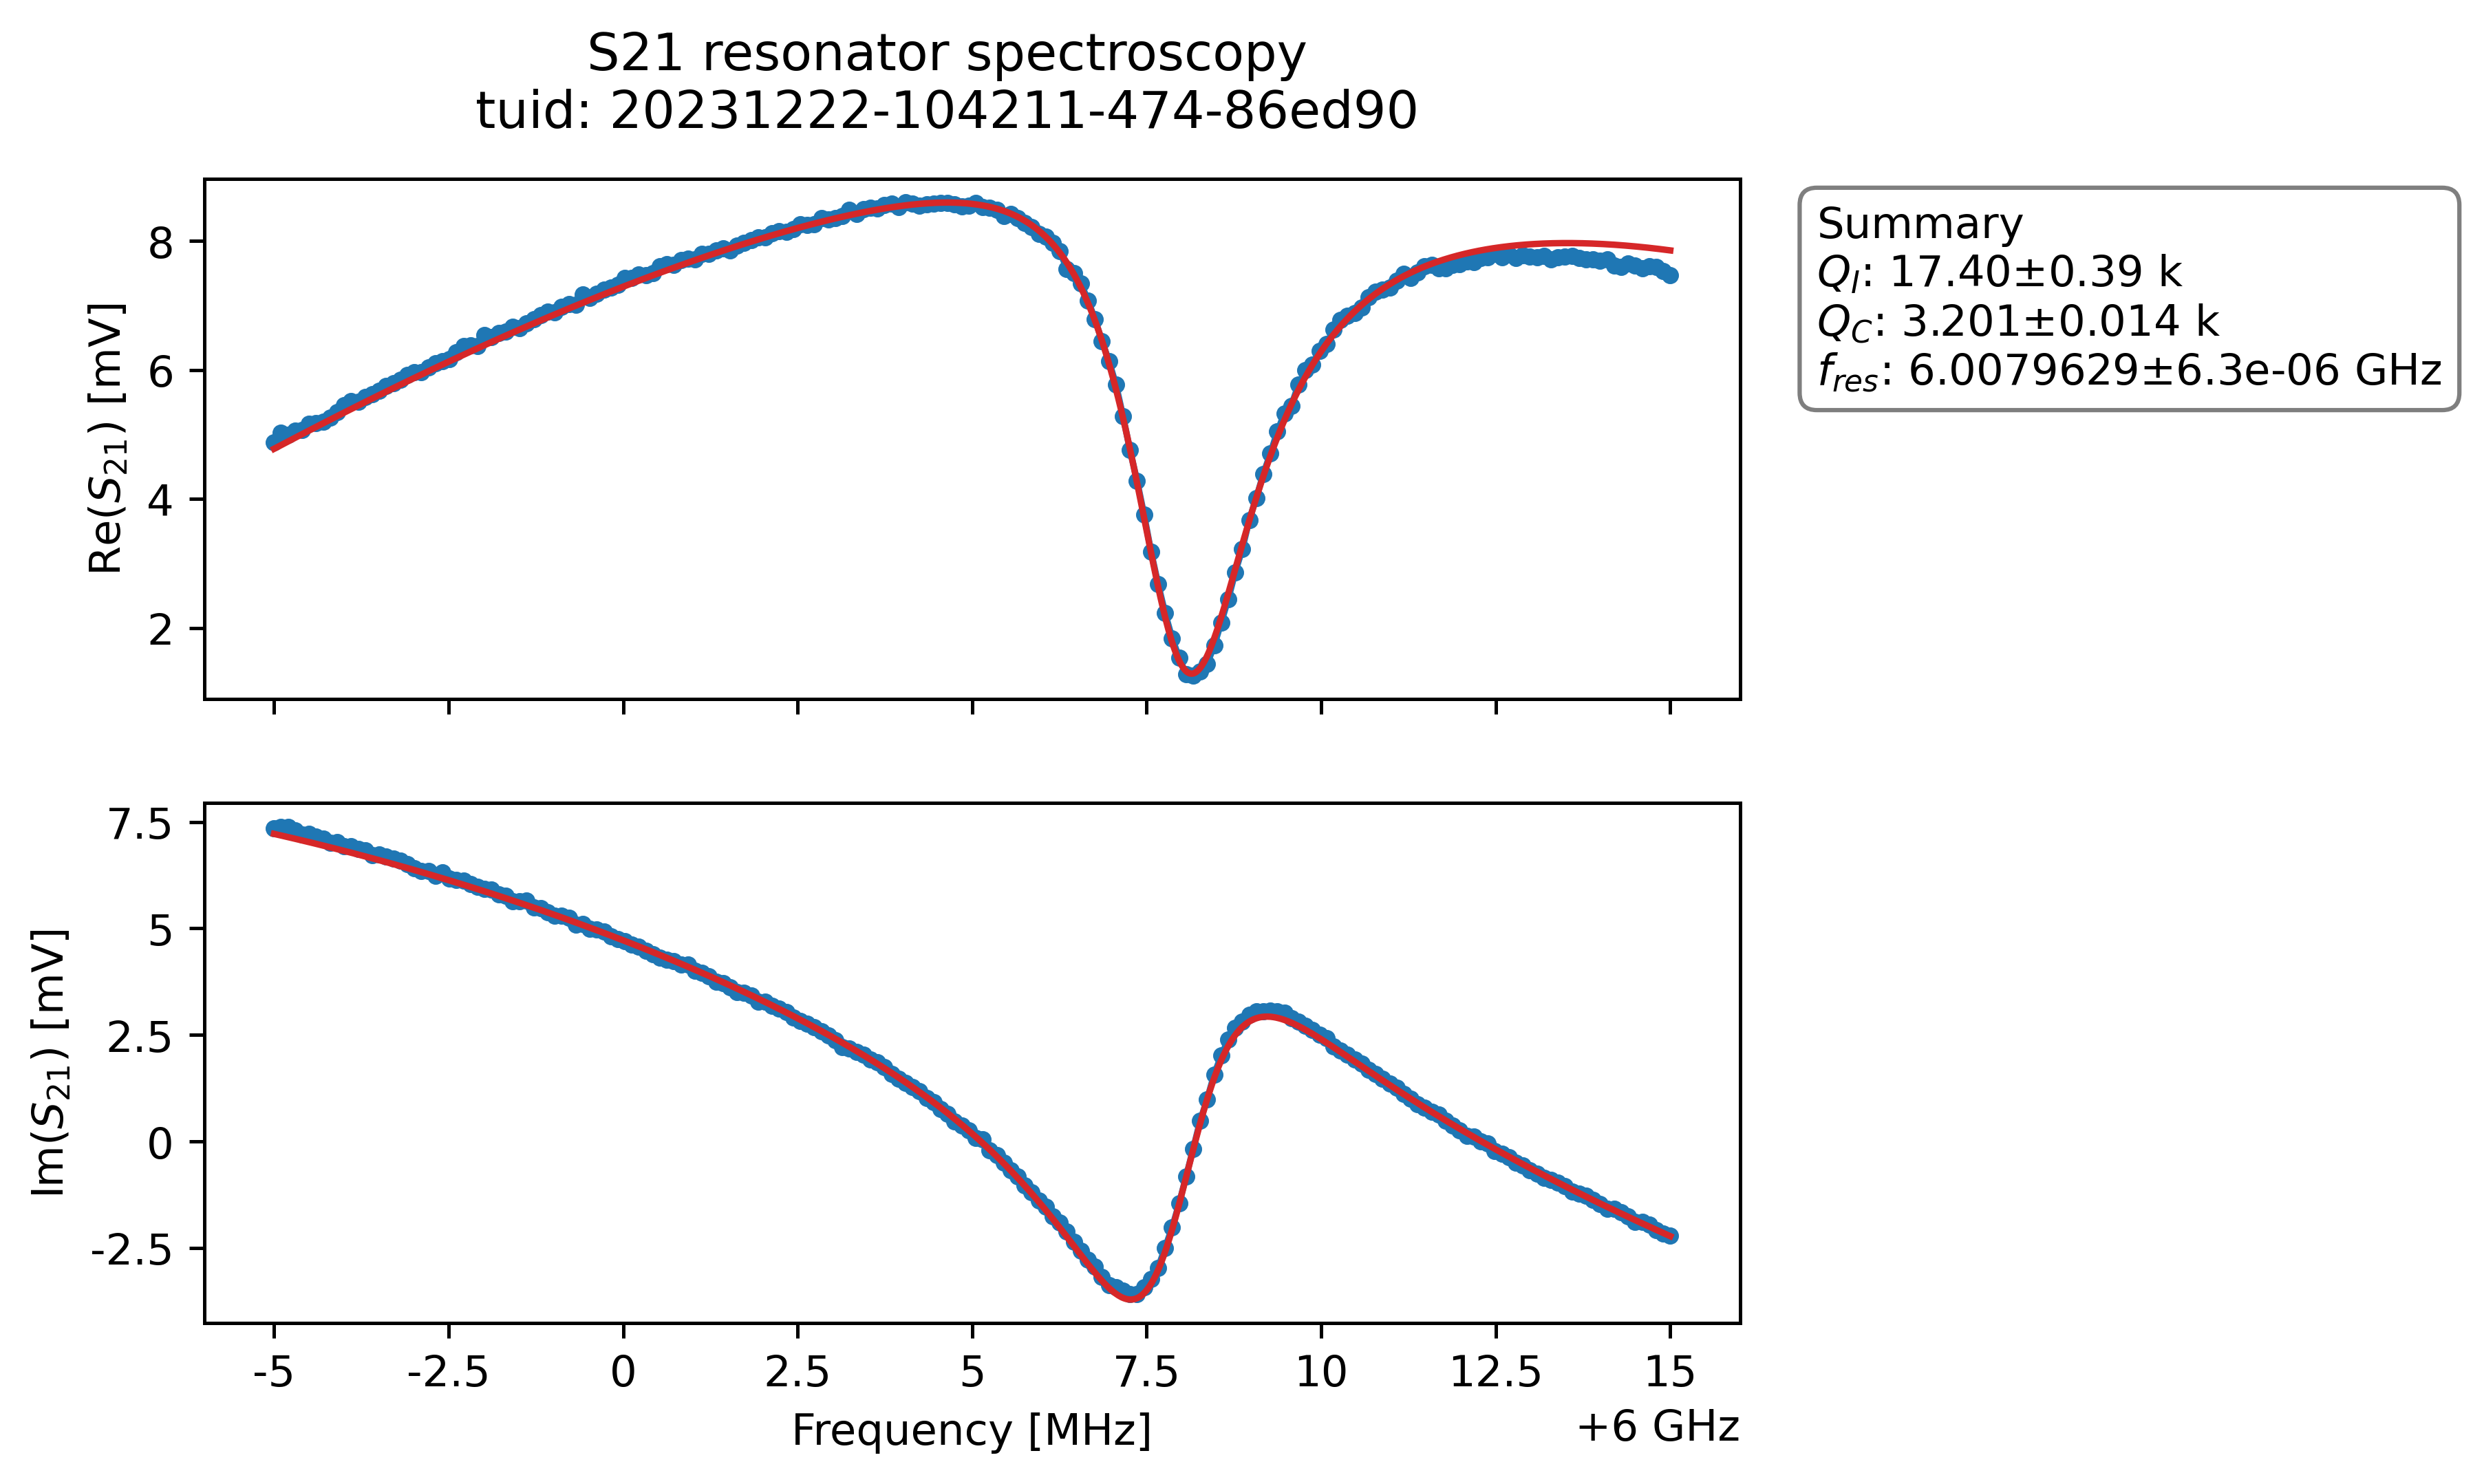 S21 resonator spectroscopy
tuid: 20231222-104211-474-86ed90
Re(S₂₁) [mV]
8
6
4
2
Summary
Q_I: 17.40±0.39 k
Q_C: 3.201±0.014 k
f_res: 6.0079629±6.3e-06 GHz
Im(S₂₁) [mV]
7.5
5
2.5
0
-2.5
-5 -2.5 0 2.5 5 7.5 10 12.5 15
Frequency [MHz]
+6 GHz